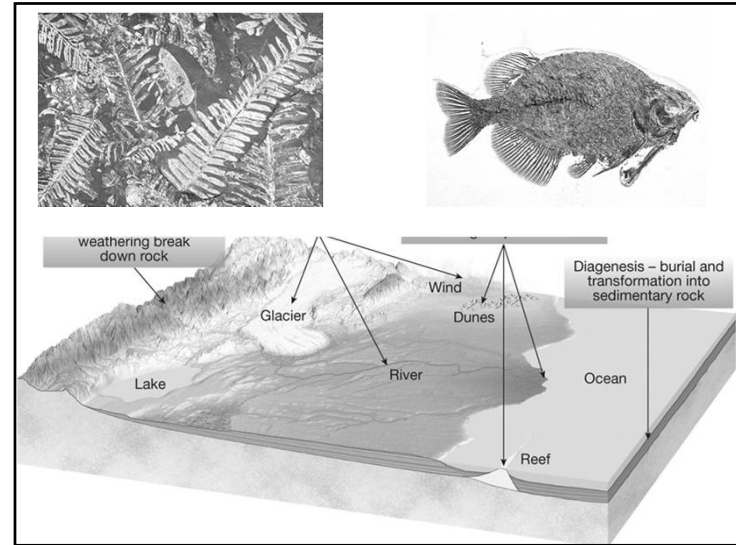 weathering break
down rock
Wind
Glacier
Dunes
Diagenesis – burial and
transformation into
sedimentary rock
Lake
River
Ocean
Reef